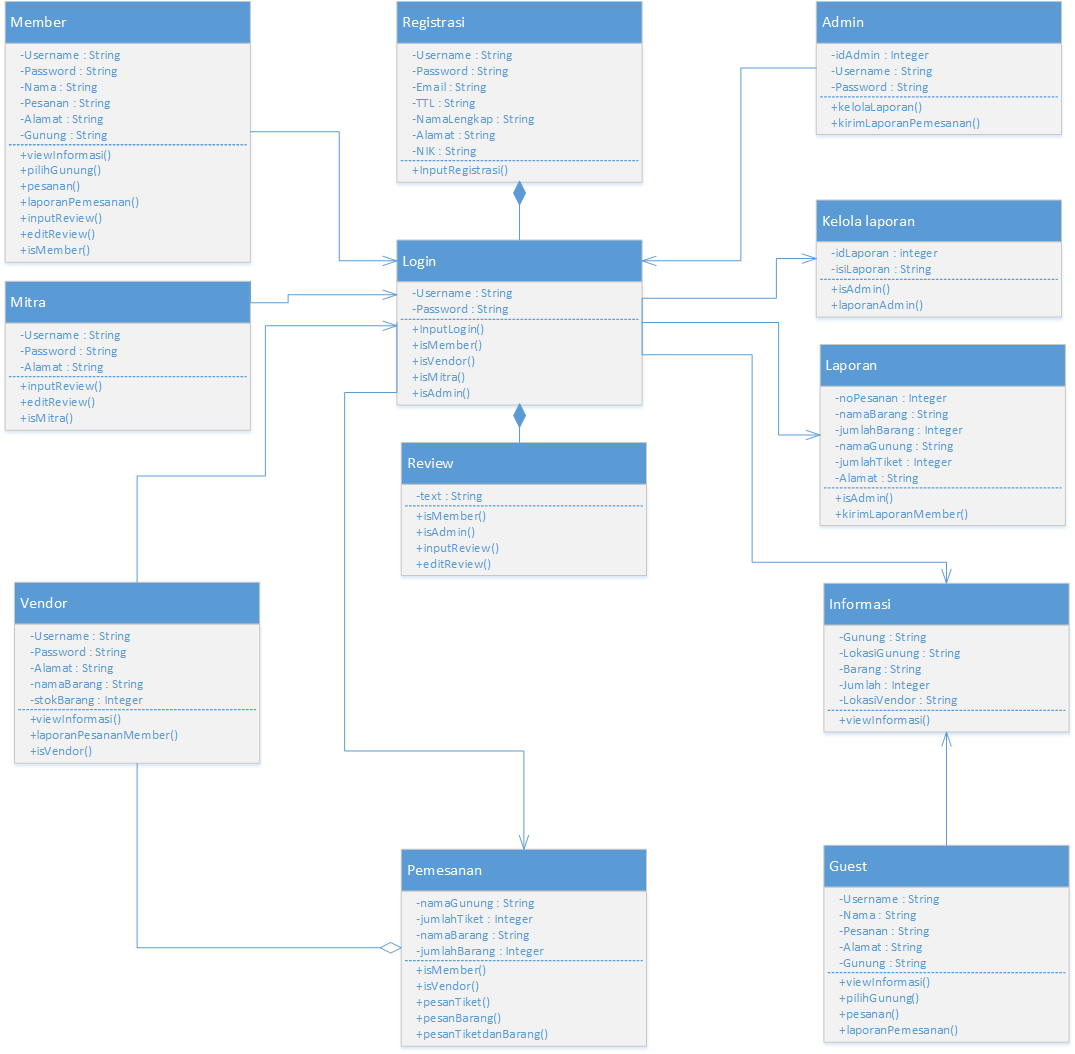 Member
-Username : String
-Password : String
-Nama : String
-Pesanan : String
-Alamat : String
-Gunung : String
+viewInformasi()
+pilihGunung()
+pesanan()
+laporanPemesanan()
+inputReview()
+editReview()
+isMember()
Registrasi
-Username : String
-Password : String
-Email : String
-TTL : String
-NamaLengkap : String
-Alamat : String
-NIK : String
+InputRegistrasi()
Admin
-idAdmin : Integer
-Username : String
-Password : String
+kelolaLaporan()
+kirimLaporanPemesanan()
Kelola laporan
-idLaporan : integer
-isiLaporan : String
+isAdmin()
+laporanAdmin()
Login
-Username : String
-Password : String
+InputLogin()
+isMember()
+isVendor()
+isMitra()
+isAdmin()
Mitra
-Username : String
-Password : String
-Alamat : String
+inputReview()
+editReview()
+isMitra()
Laporan
-noPesanan : Integer
-namaBarang : String
-jumlahBarang : Integer
-namaGunung : String
-jumlahTiket : Integer
-Alamat : String
+isAdmin()
+kirimLaporanMember()
Review
-text : String
+isMember()
+isAdmin()
+inputReview()
+editReview()
Vendor
-Username : String
-Password : String
-Alamat : String
-namaBarang : String
-stokBarang : Integer
+viewInformasi()
+laporanPesananMember()
+isVendor()
Informasi
-Gunung : String
-LokasiGunung : String
-Barang : String
-Jumlah : Integer
-LokasiVendor : String
+viewInformasi()
Pemesanan
-namaGunung : String
-jumlahTiket : Integer
-namaBarang : String
-jumlahBarang : Integer
+isMember()
+isVendor()
+pesanTiket()
+pesanBarang()
+pesanTiketdanBarang()
Guest
-Username : String
-Nama : String
-Pesanan : String
-Alamat : String
-Gunung : String
+viewInformasi()
+pilihGunung()
+pesanan()
+laporanPemesanan()